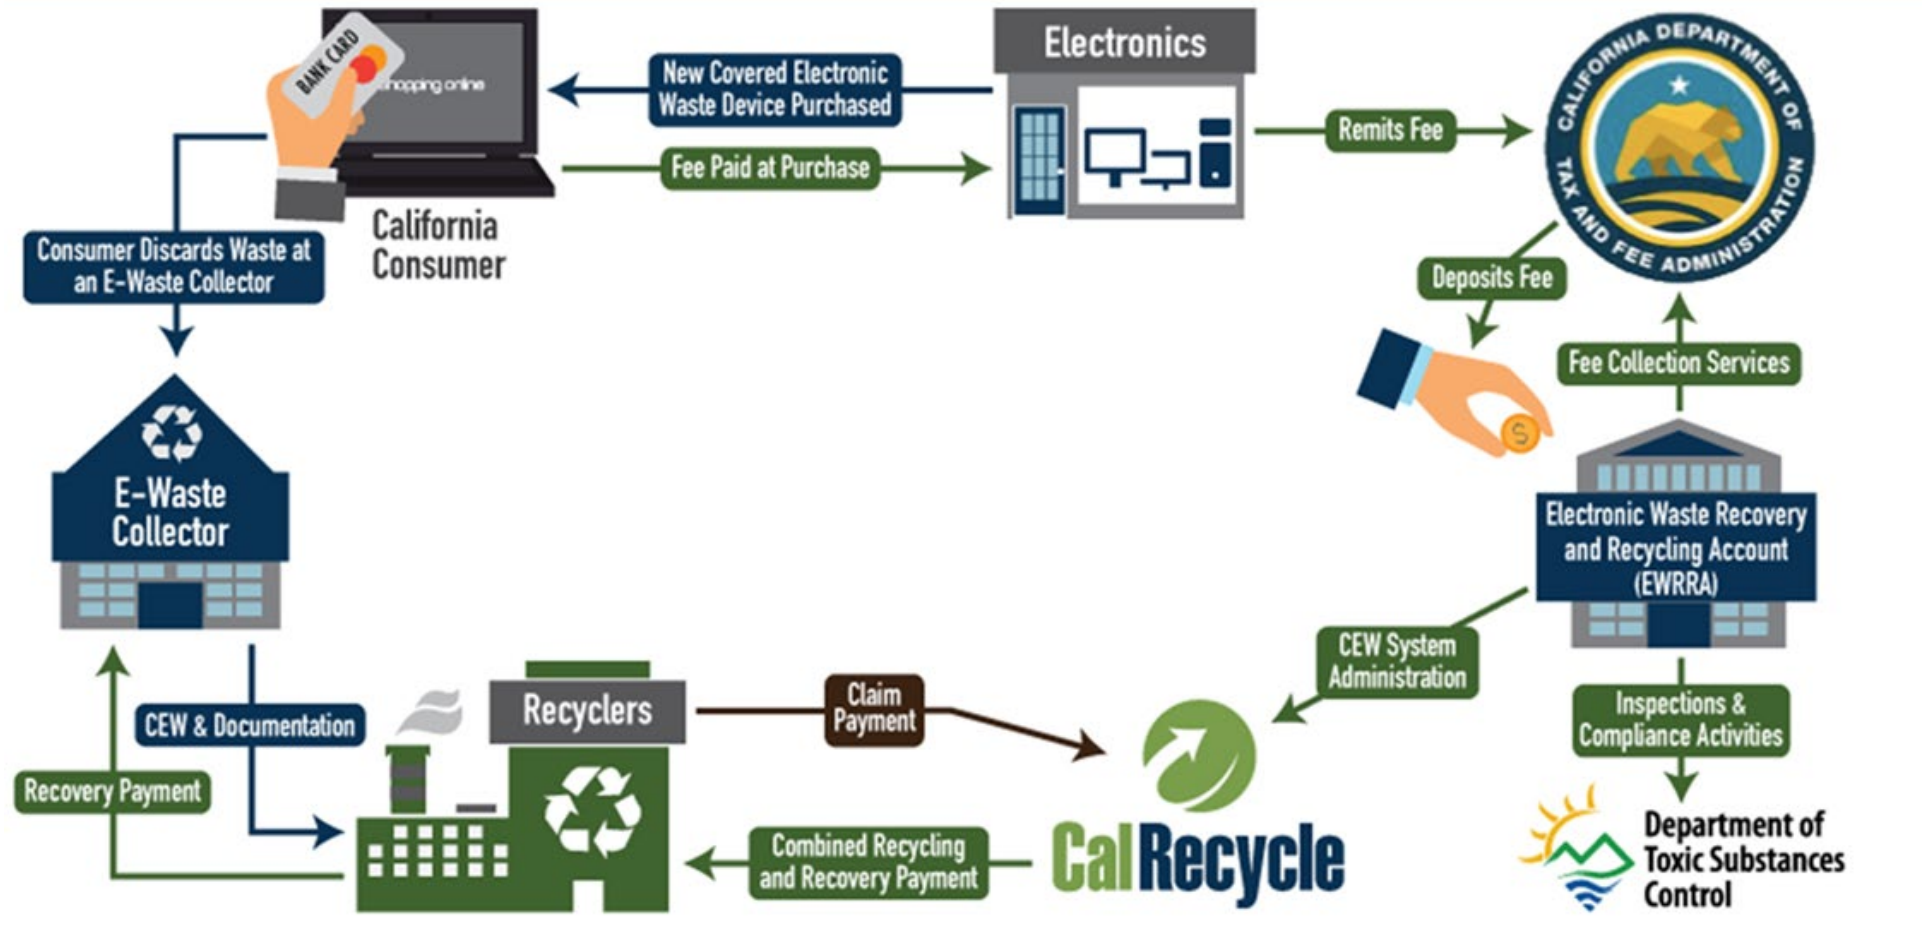 BANK CARD
shopping online
New Covered Electronic
Waste Device Purchased
Electronics
Remits Fee
CALIFORNIA DEPARTMENT OF
TAX AND FEE ADMINISTRATION
Fee Paid at Purchase
California
Consumer
Consumer Discards Waste at
an E-Waste Collector
Deposits Fee
Fee Collection Services
$
E-Waste
Collector
Electronic Waste Recovery
and Recycling Account
(EWRRA)
CEW System
Administration
Inspections &
Compliance Activities
Recyclers
Claim
Payment
CEW & Documentation
Recovery Payment
Combined Recycling
and Recovery Payment
CalRecycle
Department of
Toxic Substances
Control